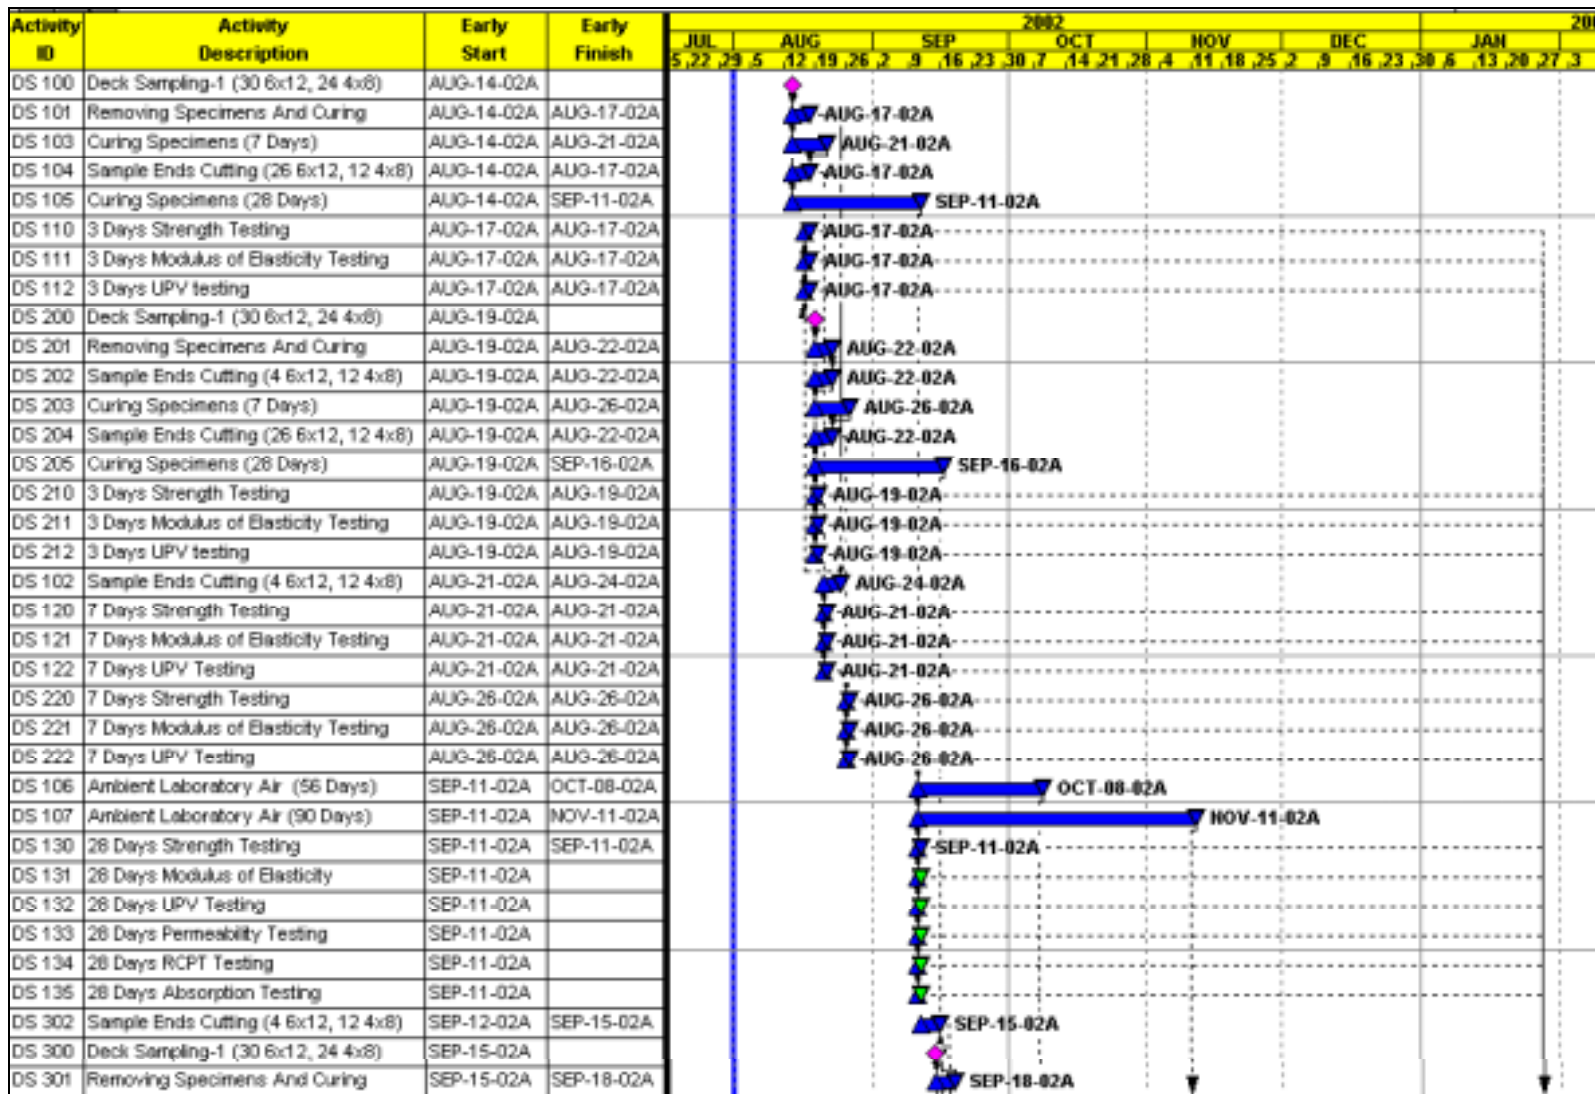 Activity Activity Early Early 2002 200
ID Description Start Finish JUL AUG SEP OCT NOV DEC JAN
5 ,22 ,29 ,5 ,12 ,19 ,26 ,2 ,9 ,16 ,23 ,30 ,7 ,14 ,21 ,28 ,4 ,11 ,18 ,25 ,2 ,9 ,16 ,23 ,30 ,6 ,13 ,20 ,27 ,3
DS 100 Deck Sampling-1 (30 6x12, 24 4x8) AUG-14-02A
DS 101 Removing Specimens And Curing AUG-14-02A AUG-17-02A AUG-17-02A
DS 103 Curing Specimens (7 Days) AUG-14-02A AUG-21-02A AUG-21-02A
DS 104 Sample Ends Cutting (26 6x12, 12 4x8) AUG-14-02A AUG-17-02A AUG-17-02A
DS 105 Curing Specimens (28 Days) AUG-14-02A SEP-11-02A SEP-11-02A
DS 110 3 Days Strength Testing AUG-17-02A AUG-17-02A AUG-17-02A
DS 111 3 Days Modulus of Elasticity Testing AUG-17-02A AUG-17-02A AUG-17-02A
DS 112 3 Days UPV testing AUG-17-02A AUG-17-02A AUG-17-02A
DS 200 Deck Sampling-1 (30 6x12, 24 4x8) AUG-19-02A
DS 201 Removing Specimens And Curing AUG-19-02A AUG-22-02A AUG-22-02A
DS 202 Sample Ends Cutting (4 6x12, 12 4x8) AUG-19-02A AUG-22-02A AUG-22-02A
DS 203 Curing Specimens (7 Days) AUG-19-02A AUG-26-02A AUG-26-02A
DS 204 Sample Ends Cutting (26 6x12, 12 4x8) AUG-19-02A AUG-22-02A AUG-22-02A
DS 205 Curing Specimens (28 Days) AUG-19-02A SEP-16-02A SEP-16-02A
DS 210 3 Days Strength Testing AUG-19-02A AUG-19-02A AUG-19-02A
DS 211 3 Days Modulus of Elasticity Testing AUG-19-02A AUG-19-02A AUG-19-02A
DS 212 3 Days UPV testing AUG-19-02A AUG-19-02A AUG-19-02A
DS 102 Sample Ends Cutting (4 6x12, 12 4x8) AUG-21-02A AUG-24-02A AUG-24-02A
DS 120 7 Days Strength Testing AUG-21-02A AUG-21-02A AUG-21-02A
DS 121 7 Days Modulus of Elasticity Testing AUG-21-02A AUG-21-02A AUG-21-02A
DS 122 7 Days UPV Testing AUG-21-02A AUG-21-02A AUG-21-02A
DS 220 7 Days Strength Testing AUG-26-02A AUG-26-02A AUG-26-02A
DS 221 7 Days Modulus of Elasticity Testing AUG-26-02A AUG-26-02A AUG-26-02A
DS 222 7 Days UPV Testing AUG-26-02A AUG-26-02A AUG-26-02A
DS 106 Ambient Laboratory Air (56 Days) SEP-11-02A OCT-08-02A OCT-08-02A
DS 107 Ambient Laboratory Air (90 Days) SEP-11-02A NOV-11-02A NOV-11-02A
DS 130 28 Days Strength Testing SEP-11-02A SEP-11-02A SEP-11-02A
DS 131 28 Days Modulus of Elasticity SEP-11-02A
DS 132 28 Days UPV Testing SEP-11-02A
DS 133 28 Days Permeability Testing SEP-11-02A
DS 134 28 Days RCPT Testing SEP-11-02A
DS 135 28 Days Absorption Testing SEP-11-02A
DS 302 Sample Ends Cutting (4 6x12, 12 4x8) SEP-12-02A SEP-15-02A SEP-15-02A
DS 300 Deck Sampling-1 (30 6x12, 24 4x8) SEP-15-02A
DS 301 Removing Specimens And Curing SEP-15-02A SEP-18-02A SEP-18-02A